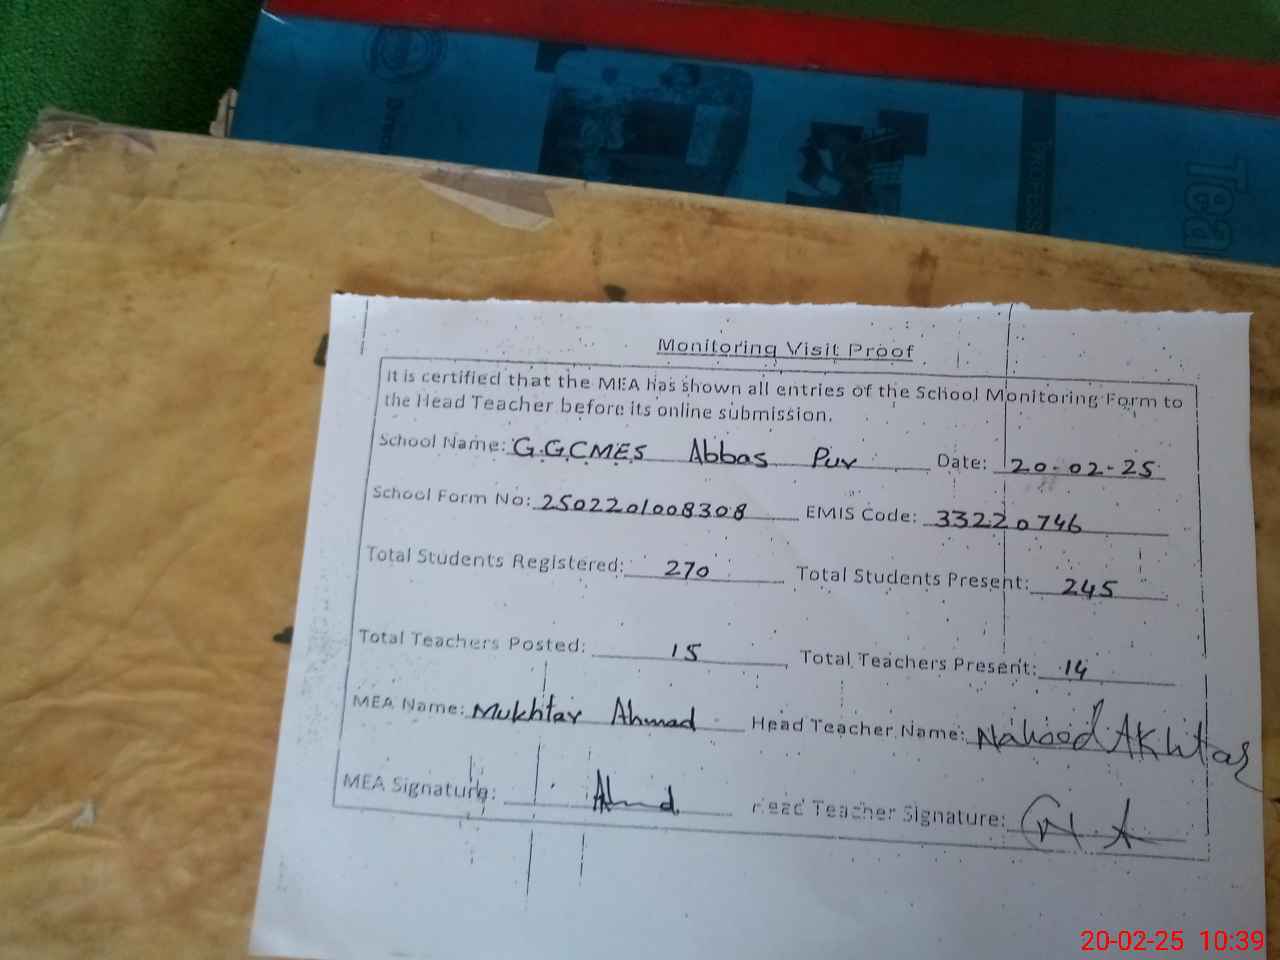 Tea
Monitoring Visit Proof
It is certified that the MEA has shown all entries of the School Monitoring Form to
the Head Teacher before its online submission.
School Name: G.G.CMES Abbas Pur Date: 20-02-25
School Form No: 2502201008308 EMIS Code: 33220746
Total Students Registered: 270 Total Students Present: 245
Total Teachers Posted: 15 Total Teachers Present: 14
MEA Name: Mukhtar Ahmad Head Teacher Name: Naheed Akhtar
MEA Signature: Ahmd Head Teacher Signature: N.A
20-02-25 10:39